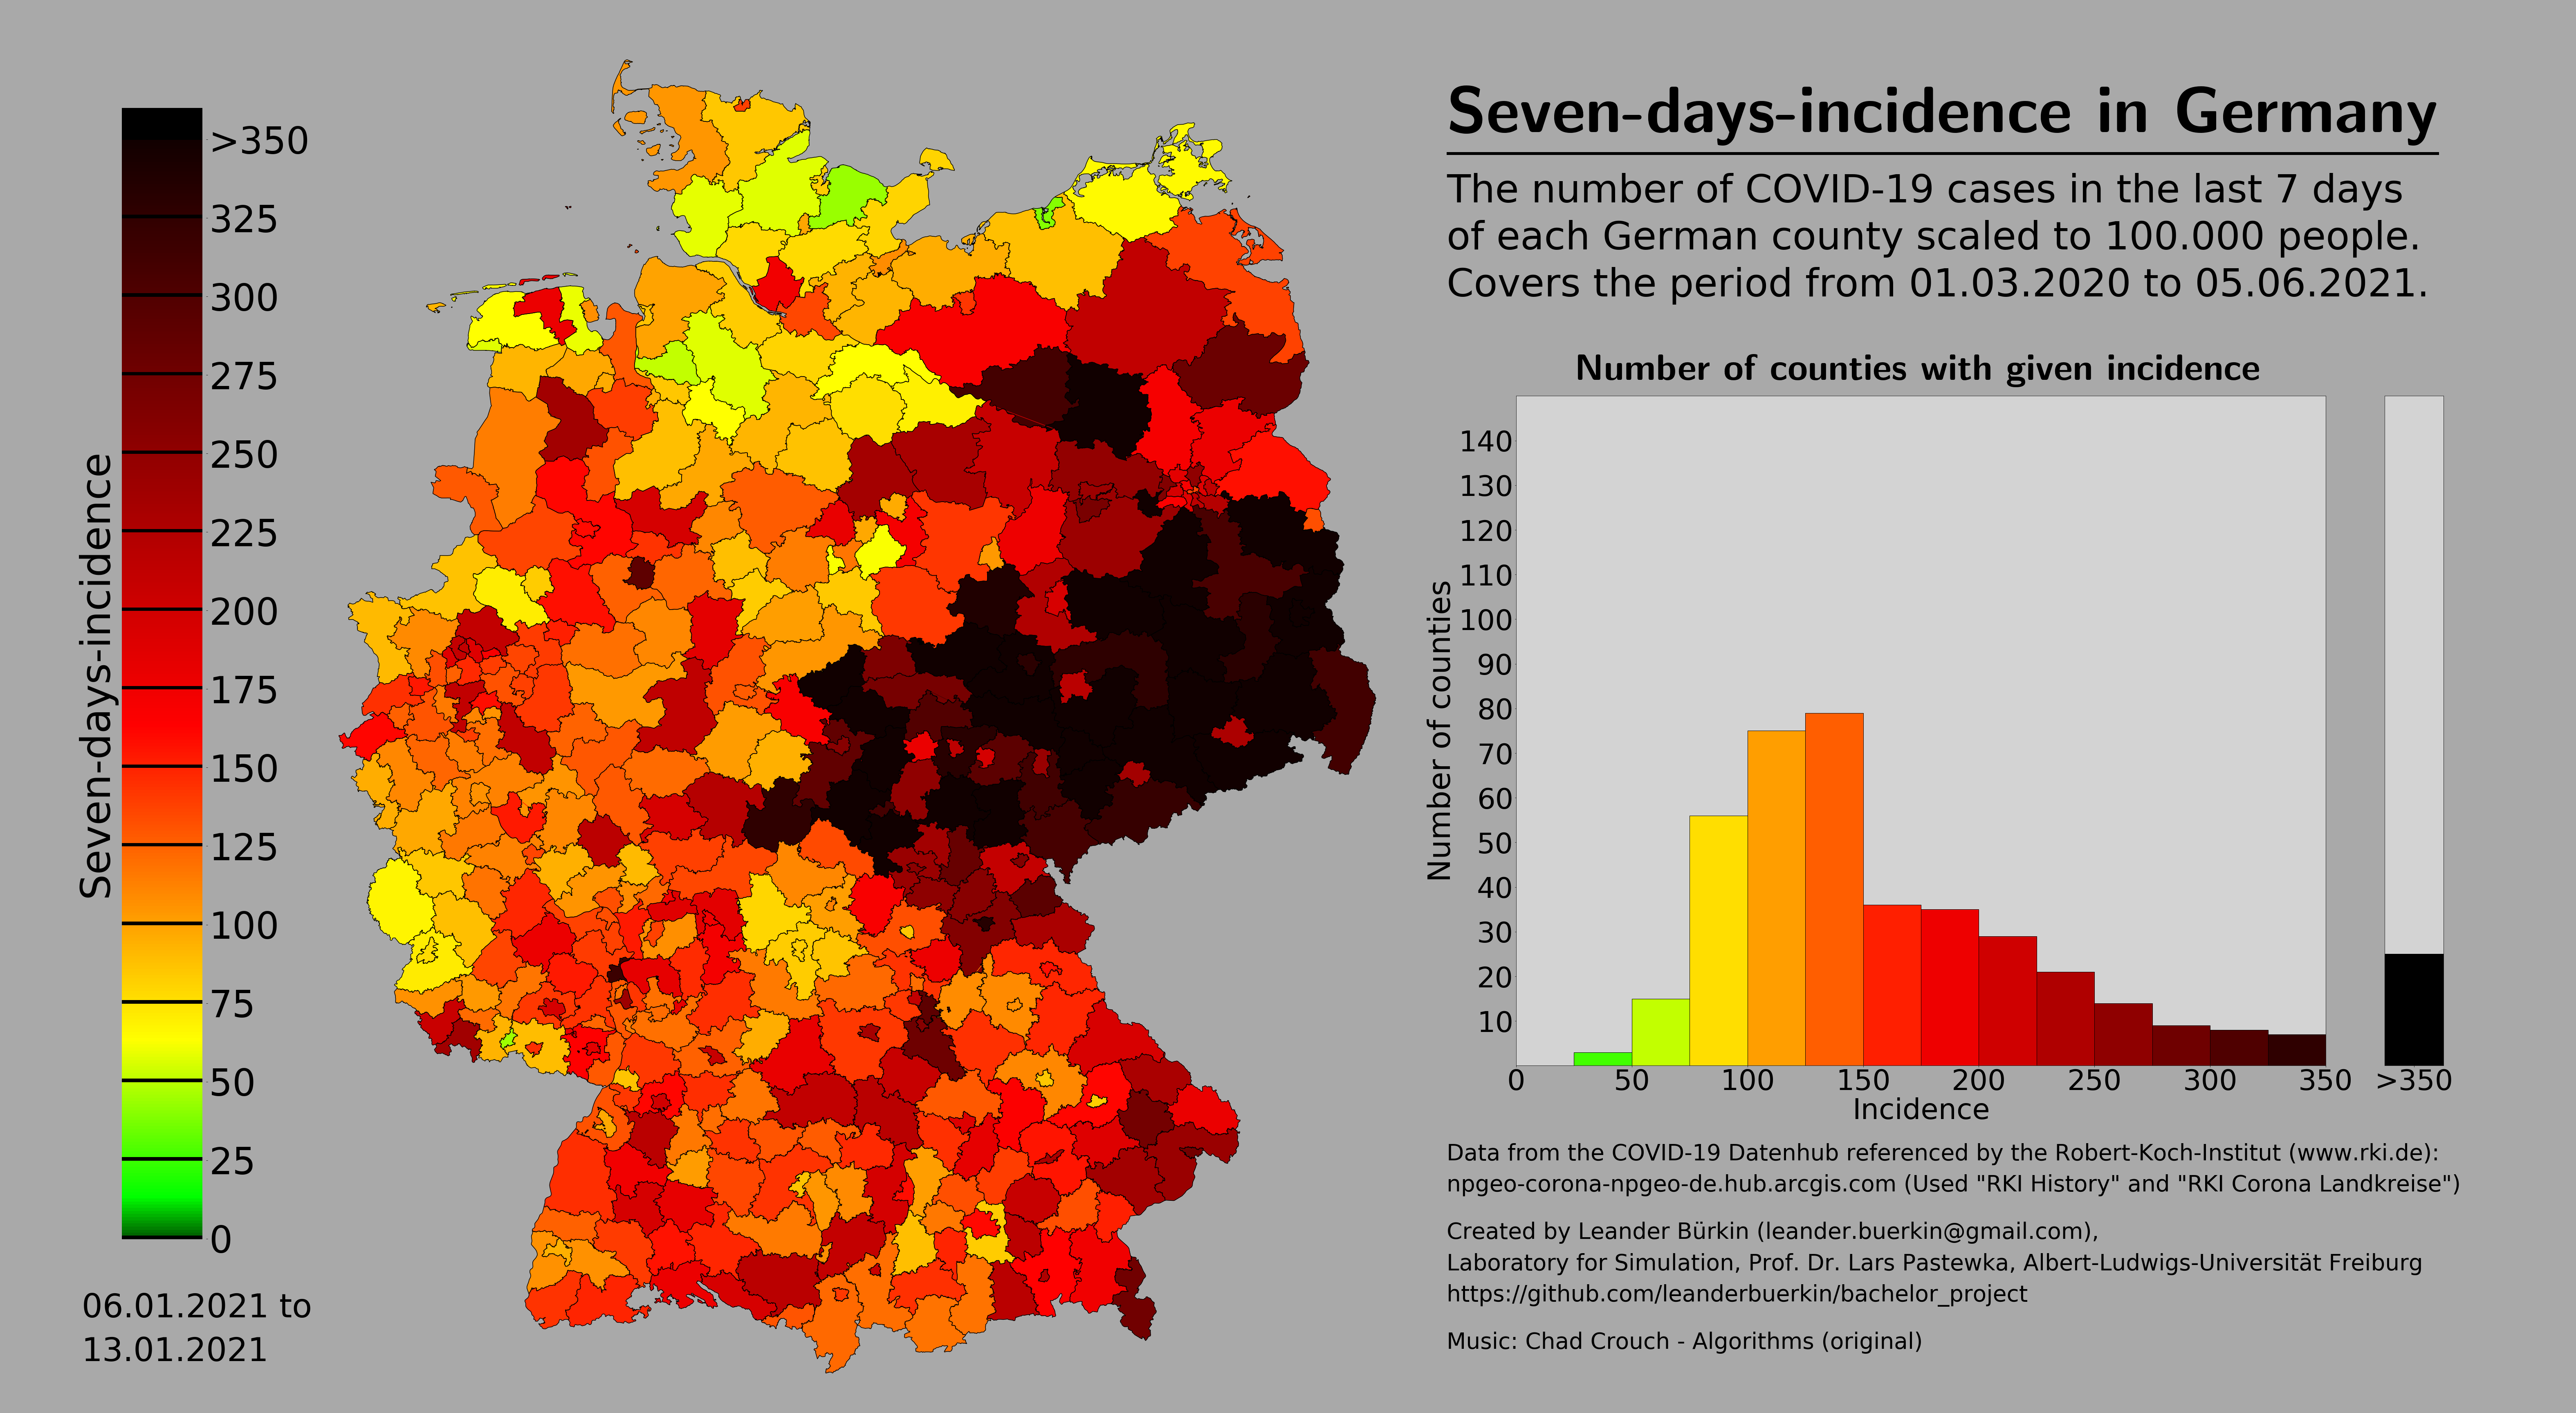 Seven-days-incidence in Germany
The number of COVID-19 cases in the last 7 days
of each German county scaled to 100.000 people.
Covers the period from 01.03.2020 to 05.06.2021.
Seven-days-incidence
>350
325
300
275
250
225
200
175
150
125
100
75
50
25
0
06.01.2021 to
13.01.2021
Number of counties with given incidence
Number of counties
140
130
120
110
100
90
80
70
60
50
40
30
20
10
0 50 100 150 200 250 300 350 >350
Incidence
Data from the COVID-19 Datenhub referenced by the Robert-Koch-Institut (www.rki.de):
npgeo-corona-npgeo-de.hub.arcgis.com (Used "RKI History" and "RKI Corona Landkreise")
Created by Leander Bürkin (leander.buerkin@gmail.com),
Laboratory for Simulation, Prof. Dr. Lars Pastewka, Albert-Ludwigs-Universität Freiburg
https://github.com/leanderbuerkin/bachelor_project
Music: Chad Crouch - Algorithms (original)